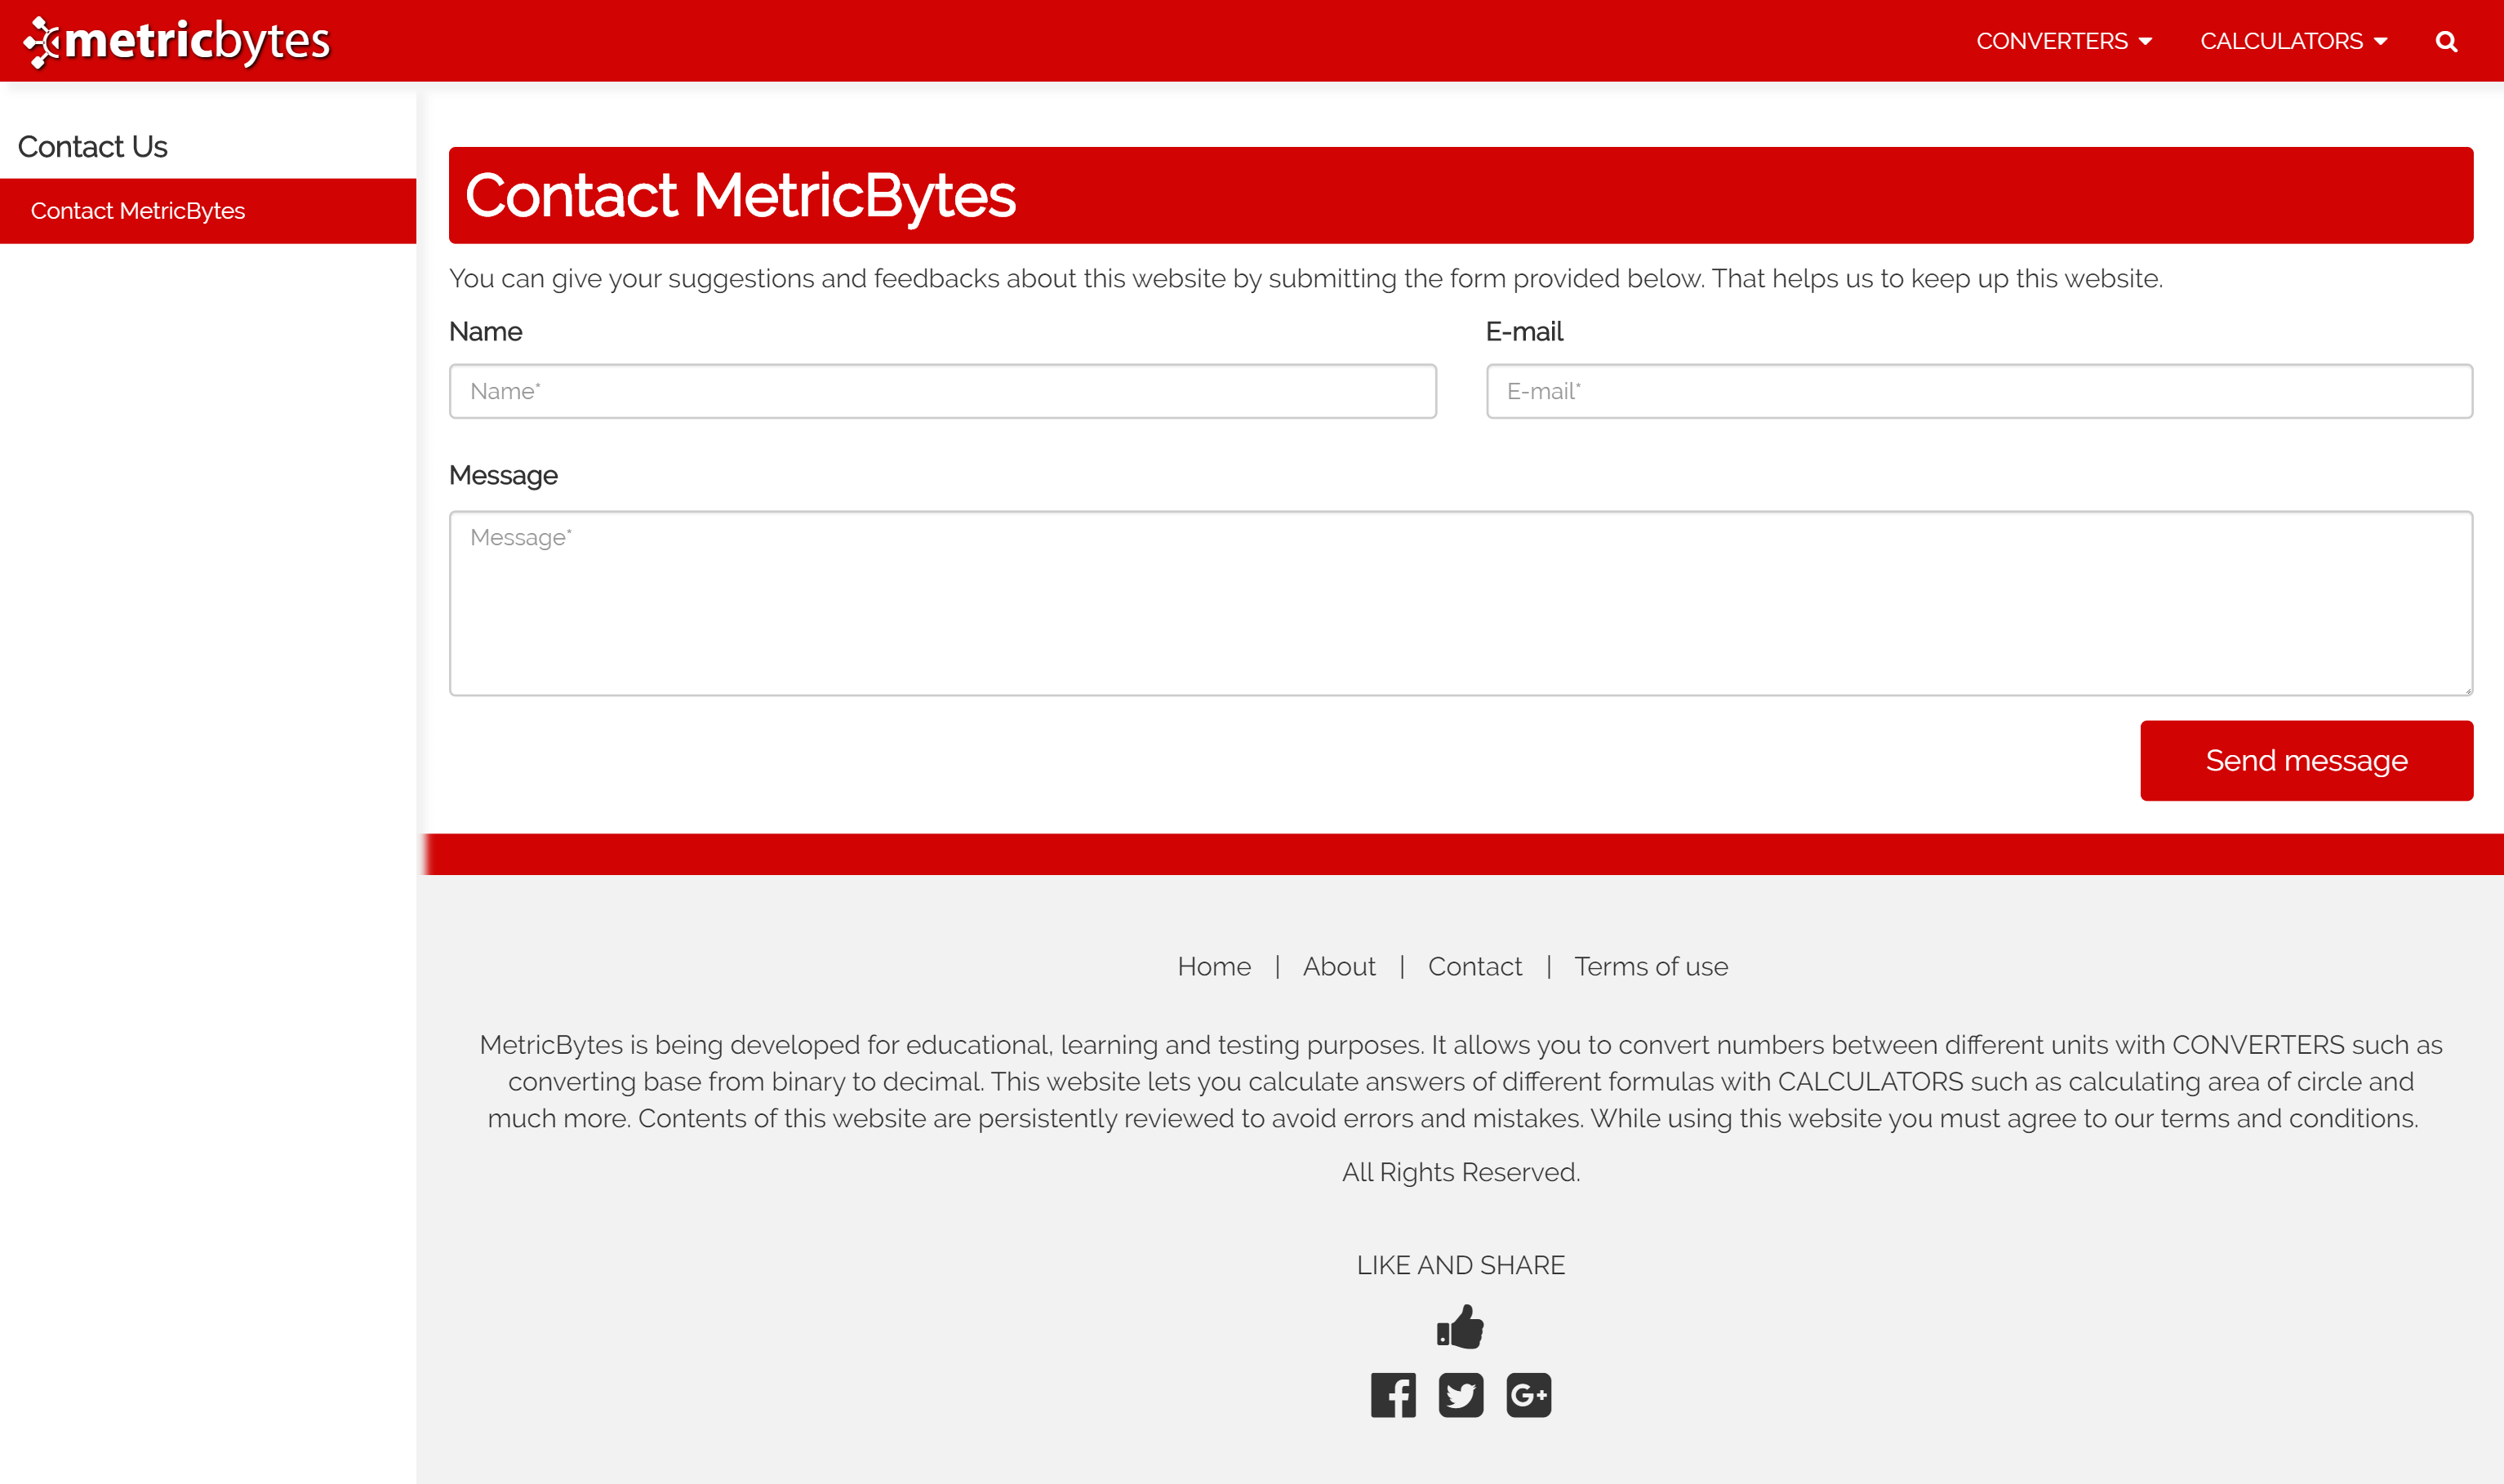 metricbytes
CONVERTERS
CALCULATORS
Contact Us
Contact MetricBytes
Contact MetricBytes
You can give your suggestions and feedbacks about this website by submitting the form provided below. That helps us to keep up this website.
Name
E-mail
Name*
E-mail*
Message
Message*
Send message
Home | About | Contact | Terms of use
MetricBytes is being developed for educational, learning and testing purposes. It allows you to convert numbers between different units with CONVERTERS such as
converting base from binary to decimal. This website lets you calculate answers of different formulas with CALCULATORS such as calculating area of circle and
much more. Contents of this website are persistently reviewed to avoid errors and mistakes. While using this website you must agree to our terms and conditions.
All Rights Reserved.
LIKE AND SHARE